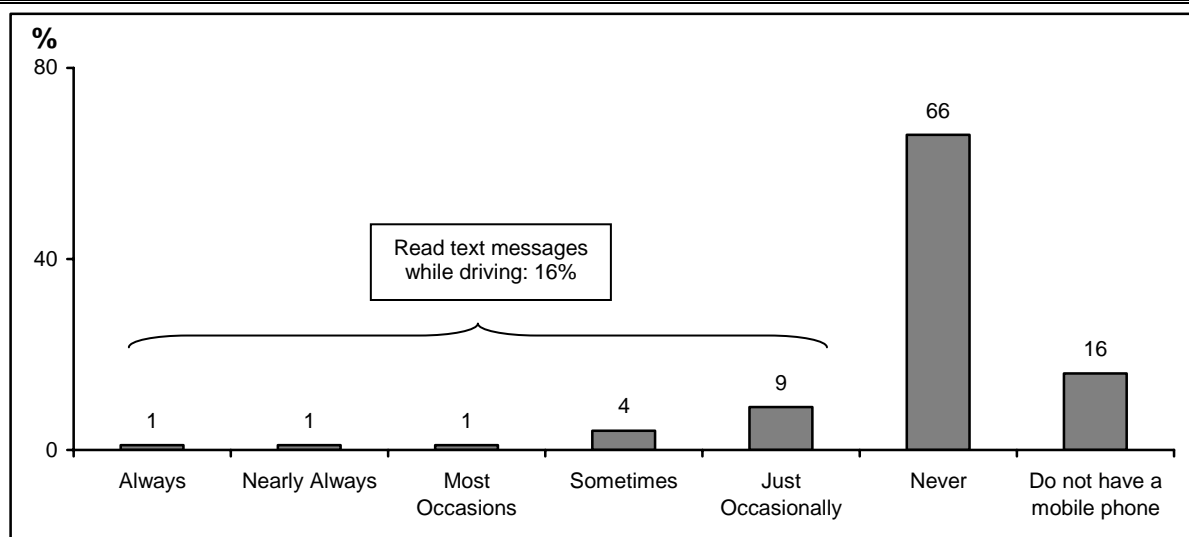 %
80
66
Read text messages
while driving: 16%
40
16
9
4
1 1 1
0
Always Nearly Always Most Occasions Sometimes Just Occasionally Never Do not have a mobile phone